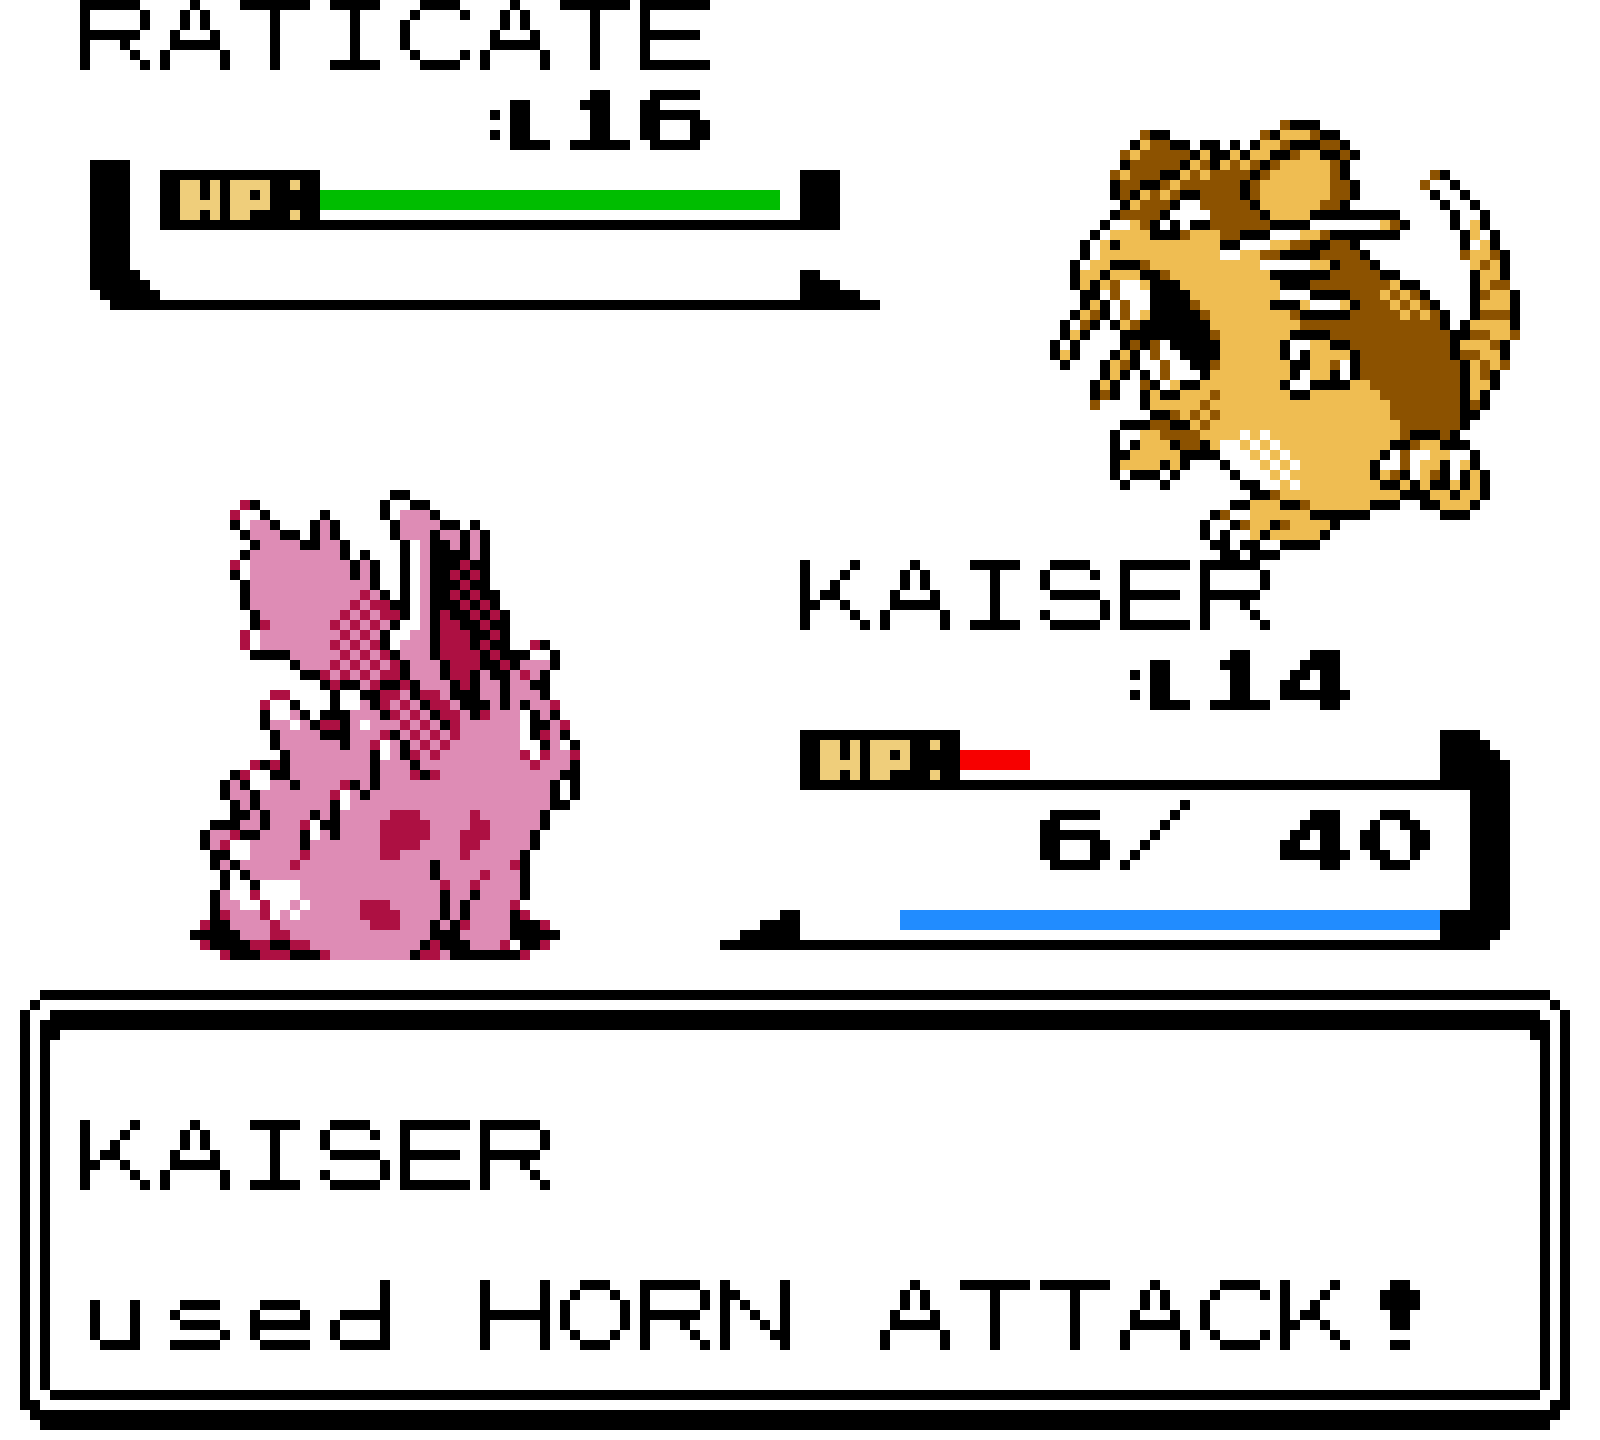 RATICATE
:L16
HP:
KAISER
:L14
HP:
6/ 40
KAISER
used HORN ATTACK!